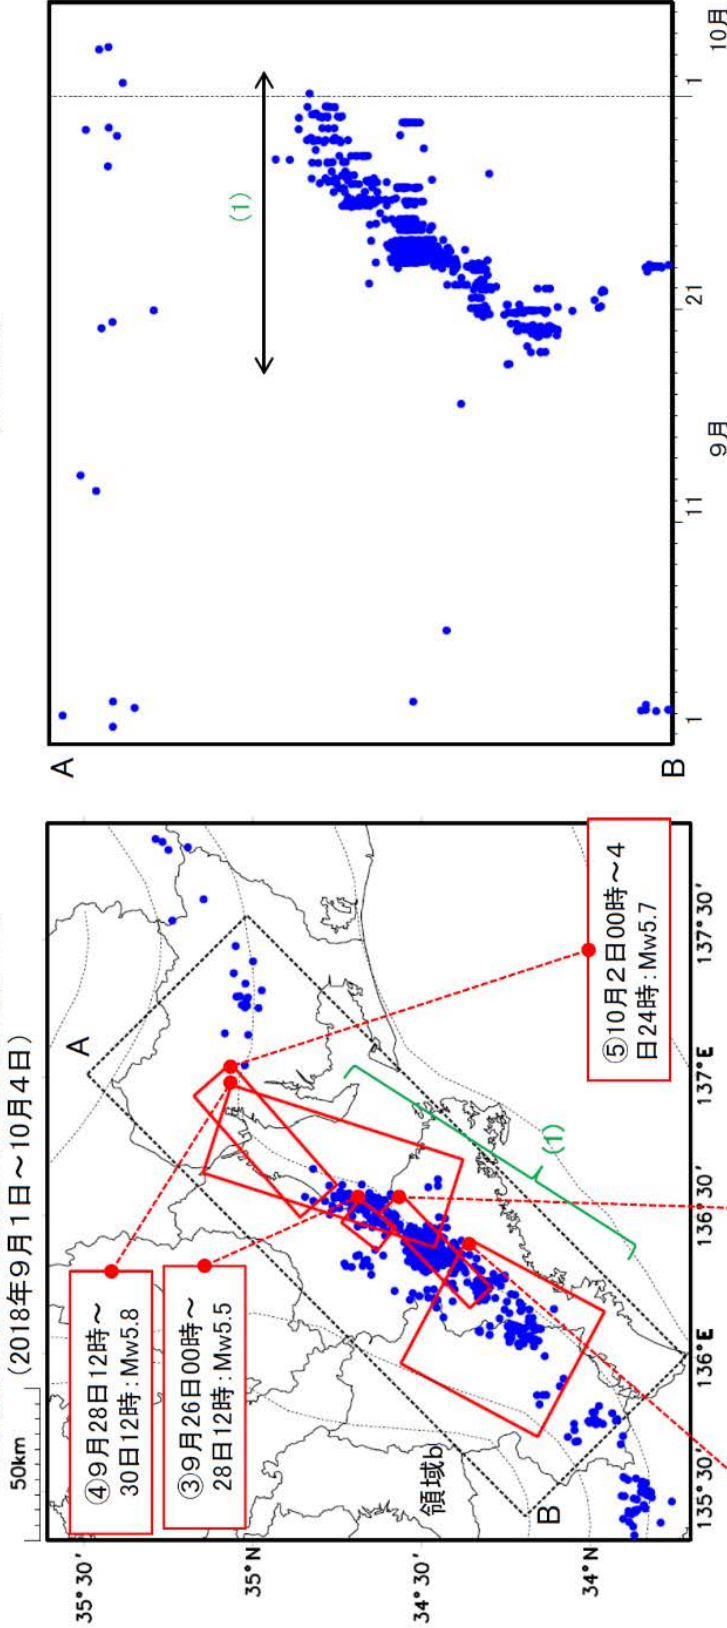 (2018年9月1日～10月4日)
50km
35°30′
35°N
34°30′
34°N
135°30′
136°E
136°30′
137°E
137°30′
④9月28日12時～
30日12時：Mw5.8
③9月26日00時～
28日12時：Mw5.5
⑤10月2日00時～4
日24時：Mw5.7
領域b
A
B
(1)
A
B
(1)
1
11
21
1
9月
10月